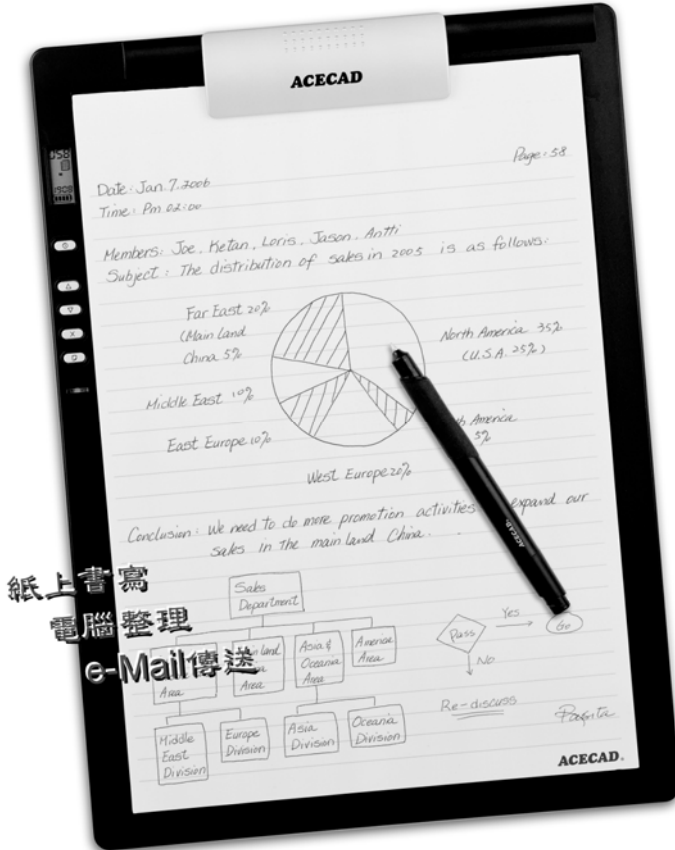 ACECAD
058
1908
Page: 58
Date: Jan. 7. 2006
Time: Pm 02:00
Members: Joe, Ketan, Loris, Jason, Antti
Subject: The distribution of sales in 2005 is as follows:
Far East 20%
(Main Land
China 5%
North America 35%
(U.S.A. 25%)
Middle East 10%
East Europe 10%
America
5%
West Europe 20%
Conclusion: We need to do more promotion activities expand our
sales in the main land China.
紙上書寫
電腦整理
e-Mail傳送
Sales
Department
Area
land
Area
Asia &
Oceania
Area
America
Area
Middle
East
Division
Europe
Division
Asia
Division
Oceania
Division
Pass
Yes
Go
No
Re-discuss
ACECAD.
ACECAD.